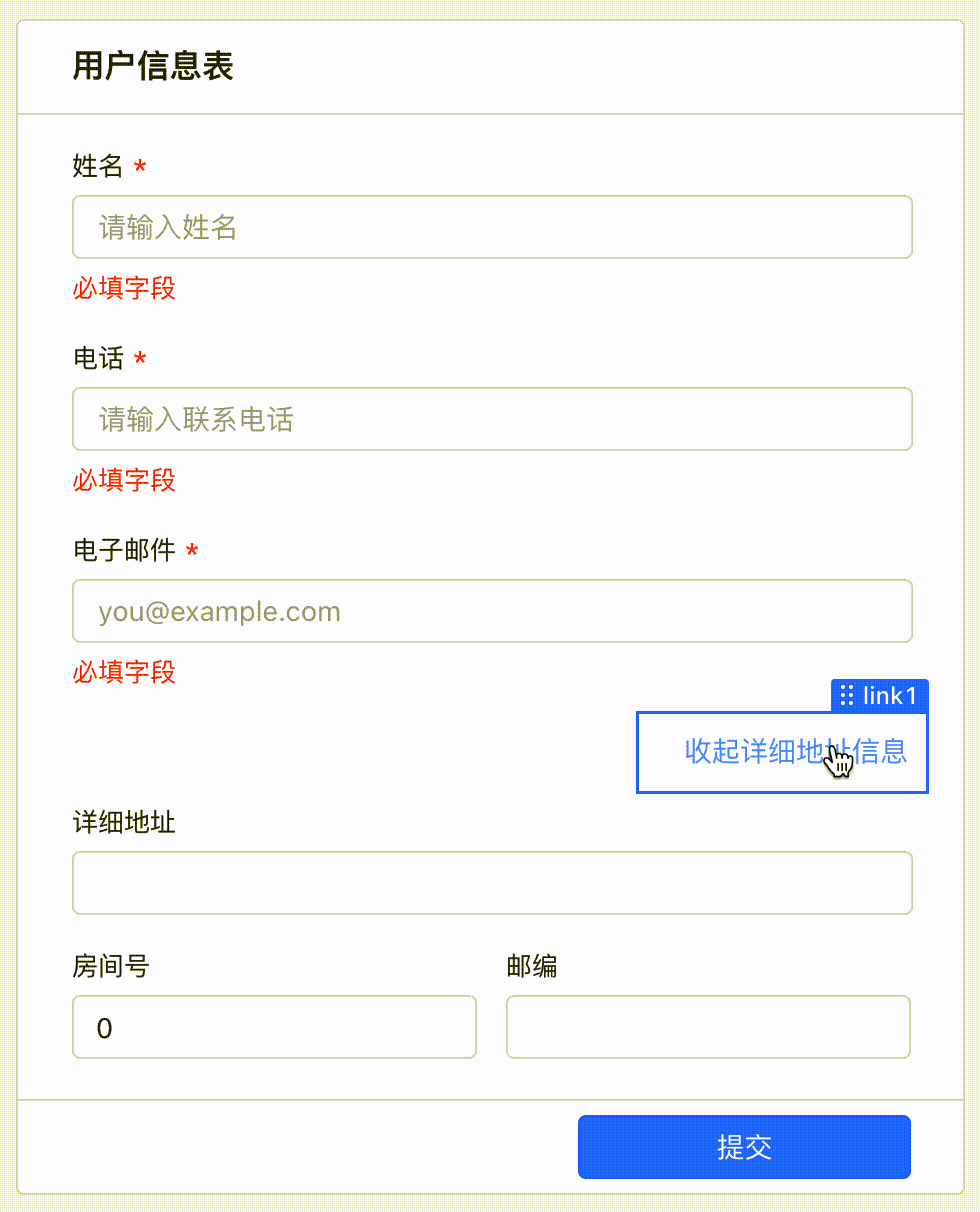 用户信息表
姓名 *
请输入姓名
必填字段
电话 *
请输入联系电话
必填字段
电子邮件 *
you@example.com
必填字段
link1
收起详细地址信息
详细地址
房间号 邮编
0
提交